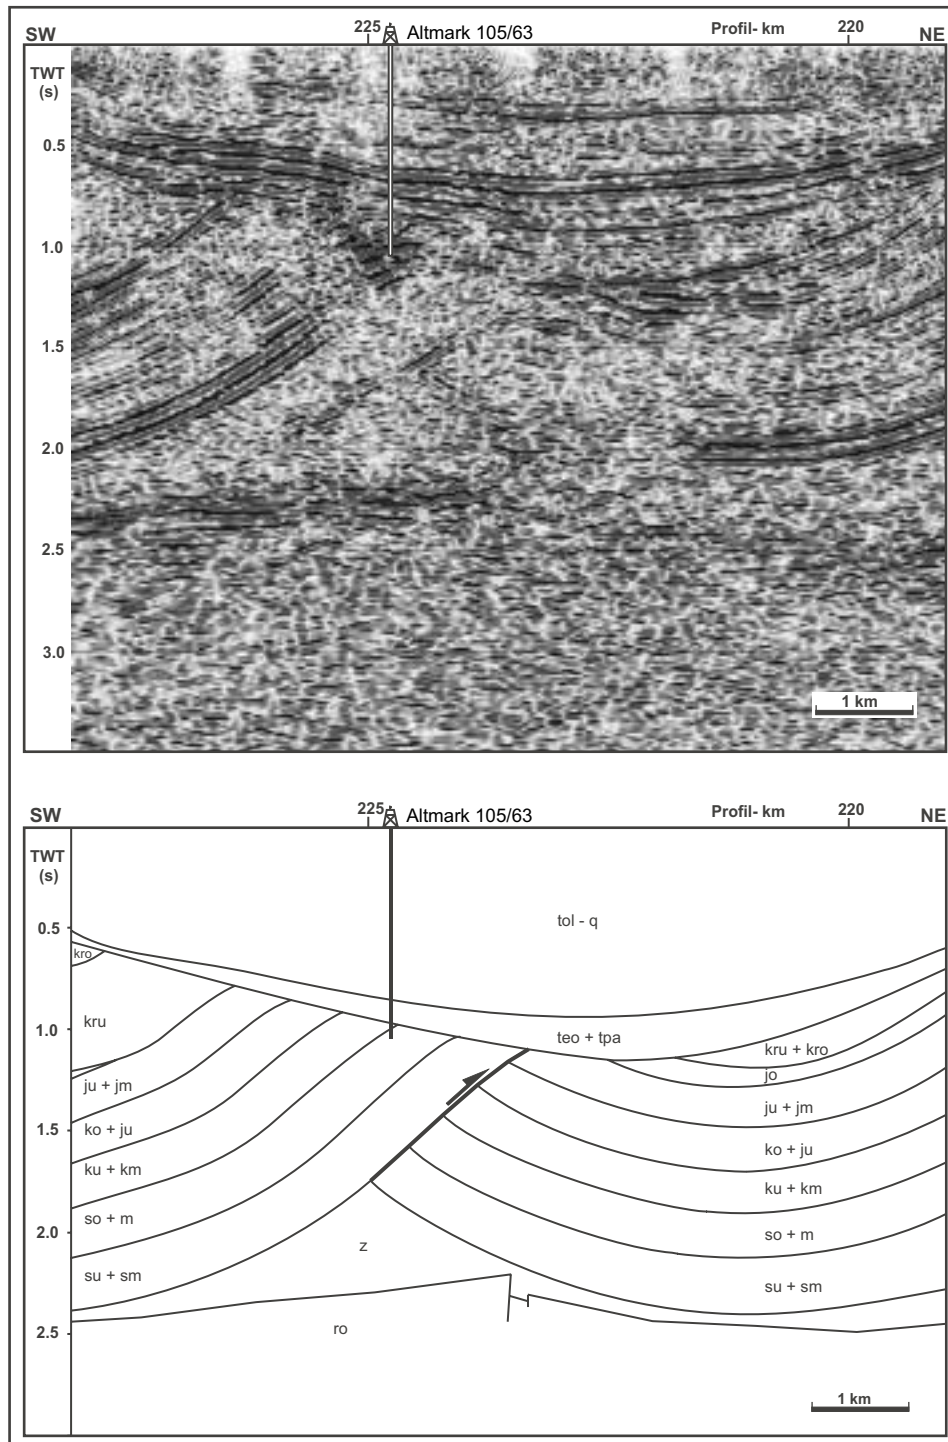 SW 225 Altmark 105/63 Profil- km 220 NE
TWT
(s)
0.5
1.0
1.5
2.0
2.5
3.0
1 km
SW 225 Altmark 105/63 Profil- km 220 NE
TWT
(s)
tol - q
0.5
kro
kru
1.0
teo + tpa
kru + kro
jo
ju + jm
ju + jm
ko + ju
1.5
ko + ju
ku + km
ku + km
so + m
2.0
so + m
z
su + sm
su + sm
ro
2.5
1 km